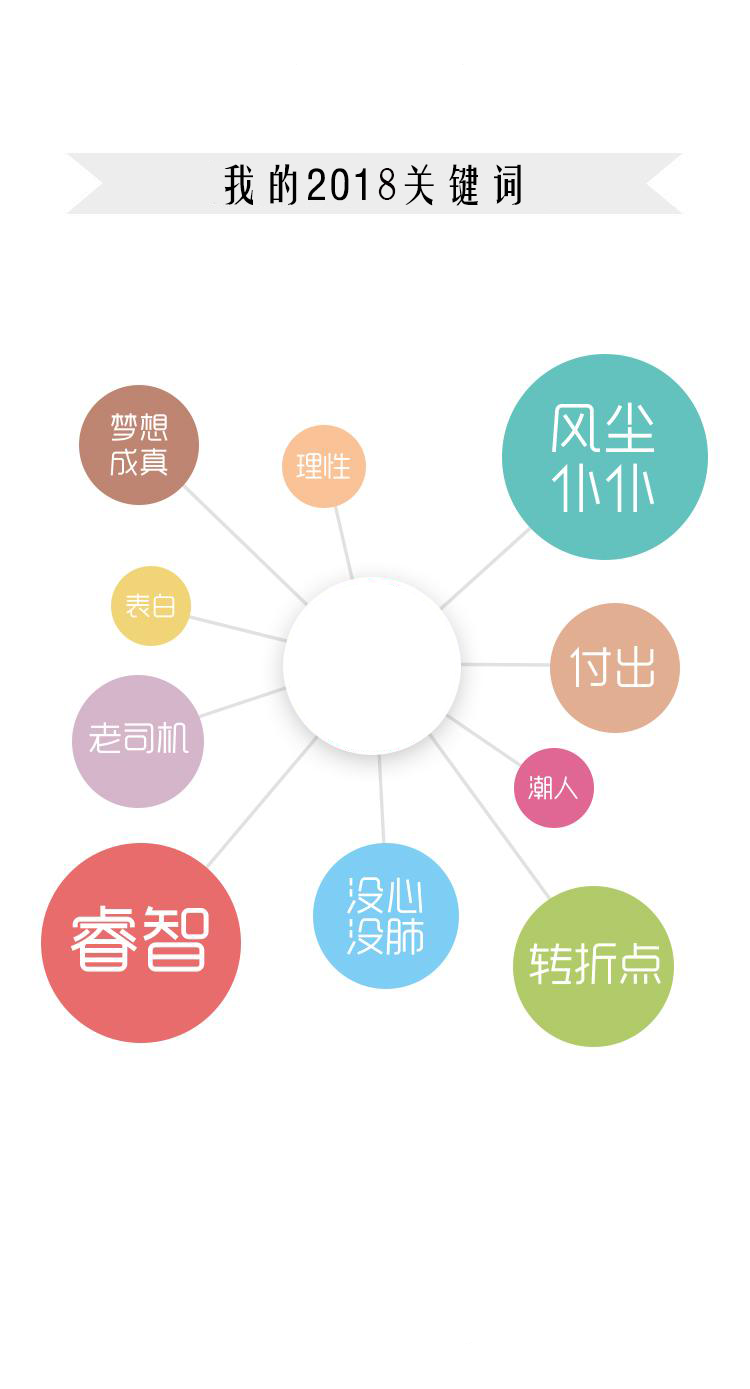 我的2018关键词
梦想
成真
理性
风尘
仆仆
表白
付出
老司机
潮人
睿智
没心
没肺
转折点